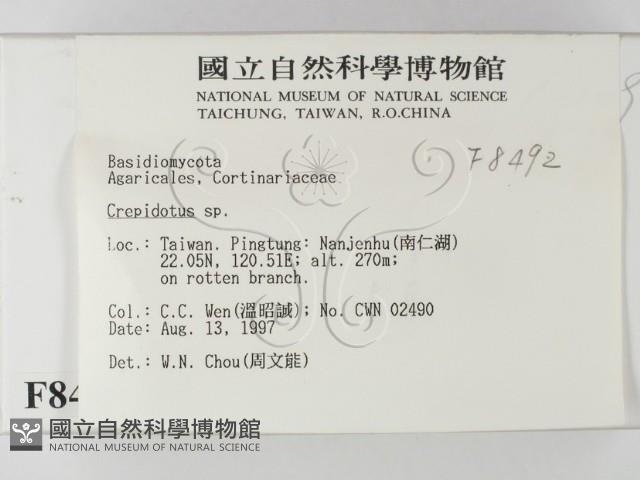 國立自然科學博物館
NATIONAL MUSEUM OF NATURAL SCIENCE
TAICHUNG, TAIWAN, R.O.CHINA
F8492
Basidiomycota
Agaricales, Cortinariaceae
Crepidotus sp.
Loc.: Taiwan. Pingtung: Nanjenhu(南仁湖)
22.05N, 120.51E; alt. 270m;
on rotten branch.
Col.: C.C. Wen(溫昭誠); No. CWN 02490
Date: Aug. 13, 1997
Det.: W.N. Chou(周文能)
F84
國立自然科學博物館
NATIONAL MUSEUM OF NATURAL SCIENCE